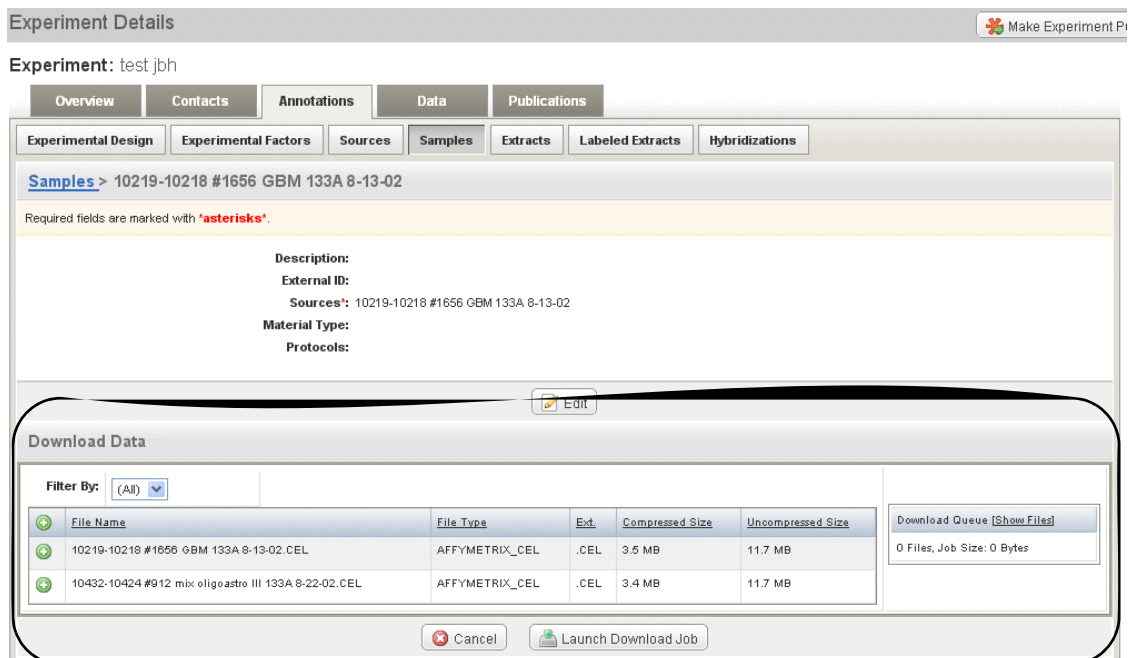 Experiment Details
Make Experiment
Experiment: test jbh
Overview Contacts Annotations Data Publications
Experimental Design Experimental Factors Sources Samples Extracts Labeled Extracts Hybridizations
Samples > 10219-10218 #1656 GBM 133A 8-13-02
Required fields are marked with *asterisks*.
Description:
External ID:
Sources*: 10219-10218 #1656 GBM 133A 8-13-02
Material Type:
Protocols:
Edit
Download Data
Filter By: (All)
File Name File Type Ext. Compressed Size Uncompressed Size
10219-10218 #1656 GBM 133A 8-13-02.CEL AFFYMETRIX_CEL .CEL 3.5 MB 11.7 MB
10432-10424 #912 mix oligoastro III 133A 8-22-02.CEL AFFYMETRIX_CEL .CEL 3.4 MB 11.7 MB
Download Queue [Show Files]
0 Files, Job Size: 0 Bytes
Cancel Launch Download Job